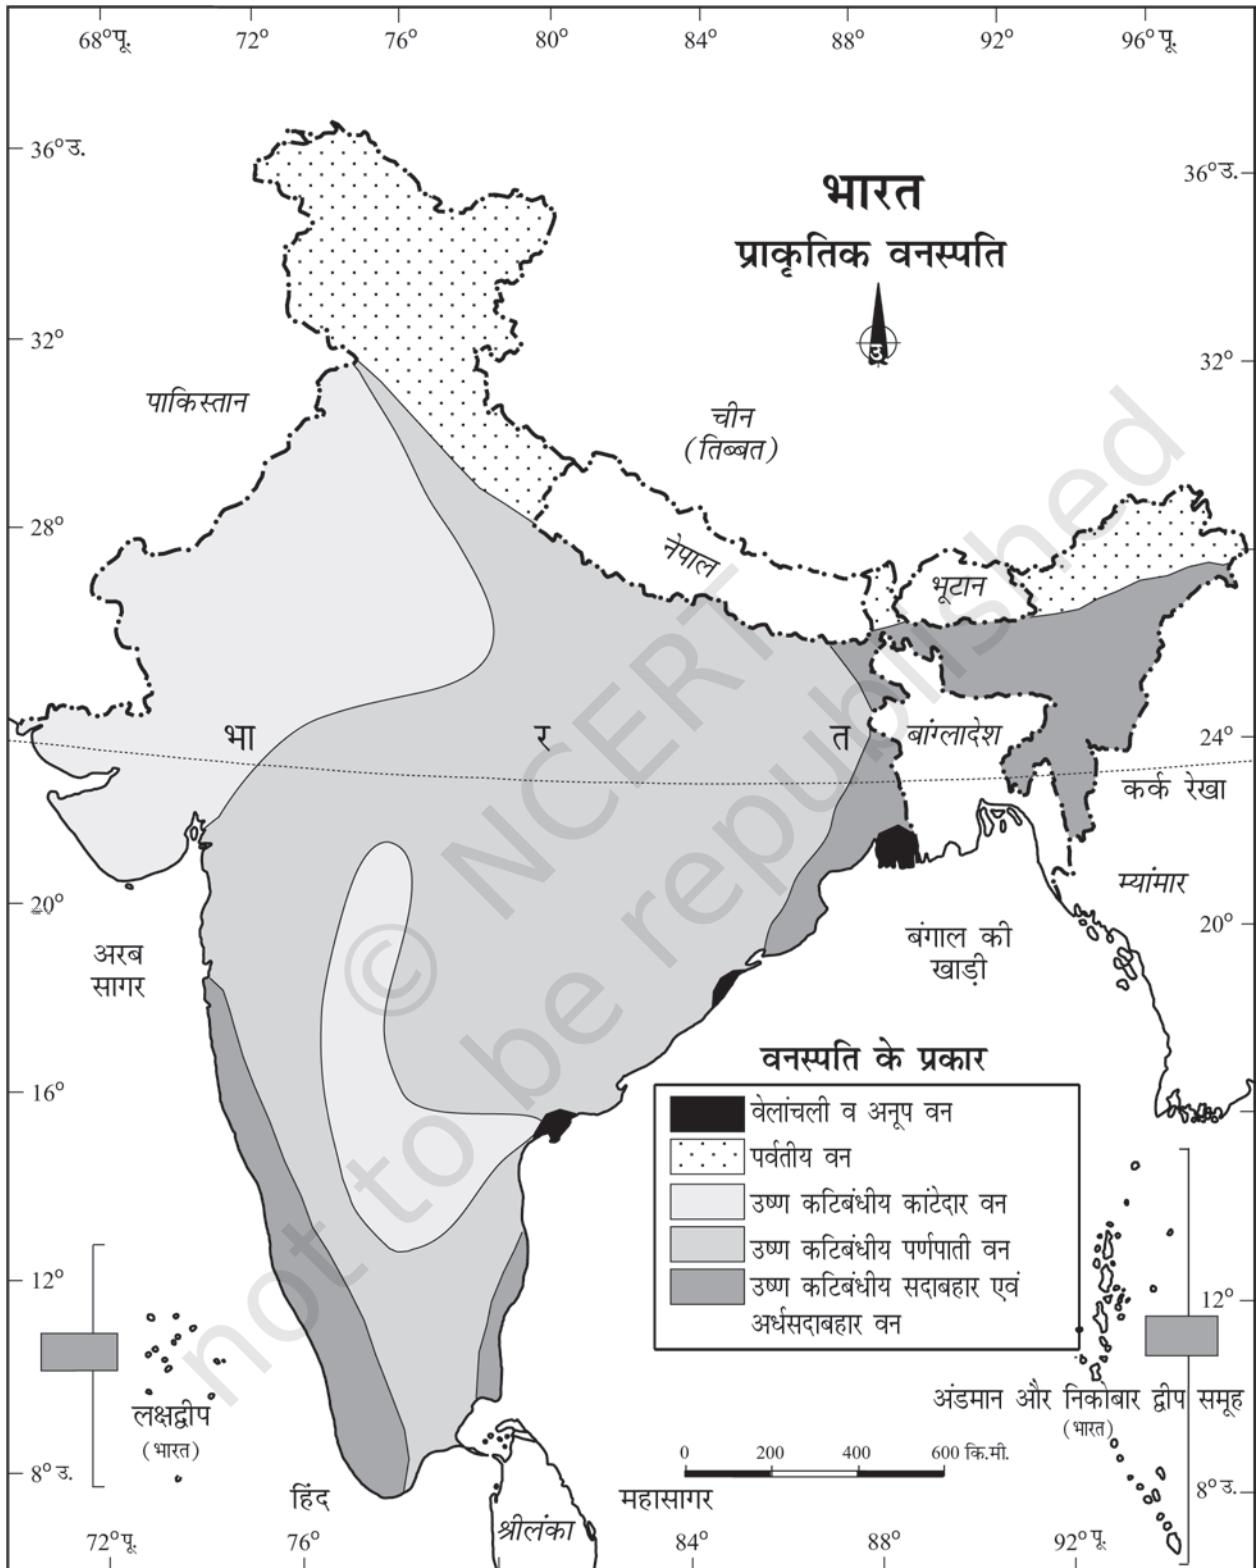 68°पू. 72° 76° 80° 84° 88° 92° 96° पू.
36° उ.
36° उ.
भारत
प्राकृतिक वनस्पति
उ
32°
32°
पाकिस्तान
चीन
(तिब्बत)
28°
नेपाल
भूटान
भा र त
बांग्लादेश
24°
कर्क रेखा
म्यांमार
20°
20°
अरब
सागर
बंगाल की
खाड़ी
वनस्पति के प्रकार
वेलांचली व अनूप वन
पर्वतीय वन
उष्ण कटिबंधीय कांटेदार वन
उष्ण कटिबंधीय पर्णपाती वन
उष्ण कटिबंधीय सदाबहार एवं
अर्धसदाबहार वन
16°
12°
12°
लक्षद्वीप
(भारत)
अंडमान और निकोबार द्वीप समूह
(भारत)
0 200 400 600 कि.मी.
8° उ.
8° उ.
हिंद महासागर
श्रीलंका
72° पू. 76° 84° 88° 92° पू.
© NCERT
not to be republished